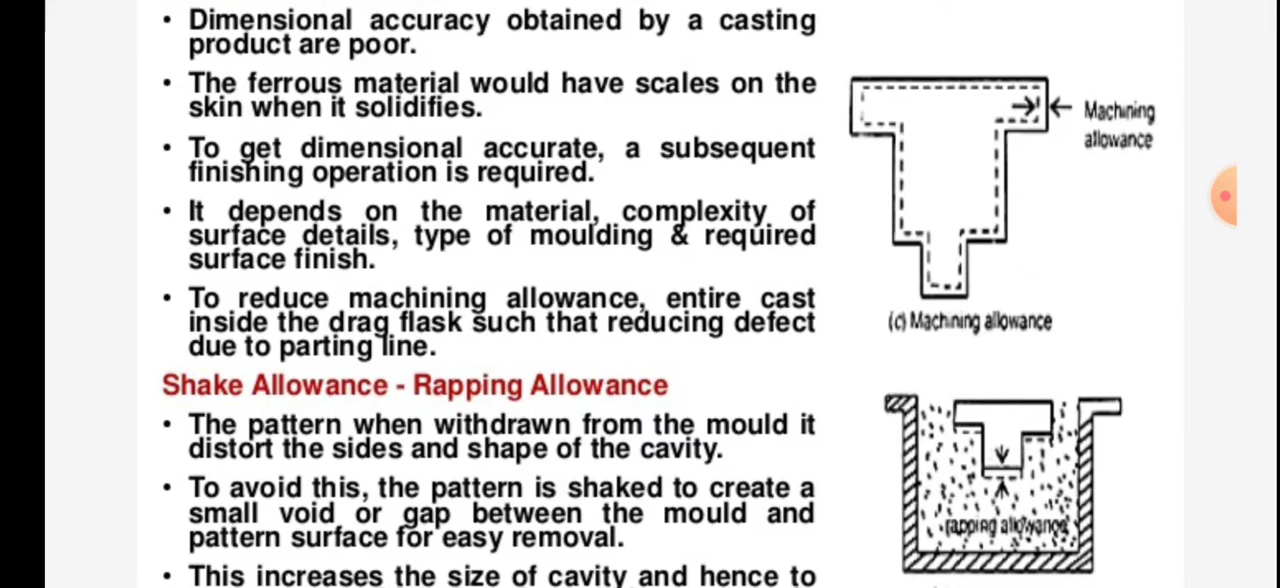 • Dimensional accuracy obtained by a casting
product are poor.
• The ferrous material would have scales on the
skin when it solidifies.
• To get dimensional accurate, a subsequent
finishing operation is required.
• It depends on the material, complexity of
surface details, type of moulding & required
surface finish.
• To reduce machining allowance, entire cast
inside the drag flask such that reducing defect
due to parting line.
Machining
allowance
(c) Machining allowance
Shake Allowance - Rapping Allowance
• The pattern when withdrawn from the mould it
distort the sides and shape of the cavity.
• To avoid this, the pattern is shaked to create a
small void or gap between the mould and
pattern surface for easy removal.
• This increases the size of cavity and hence to
rapping allowance